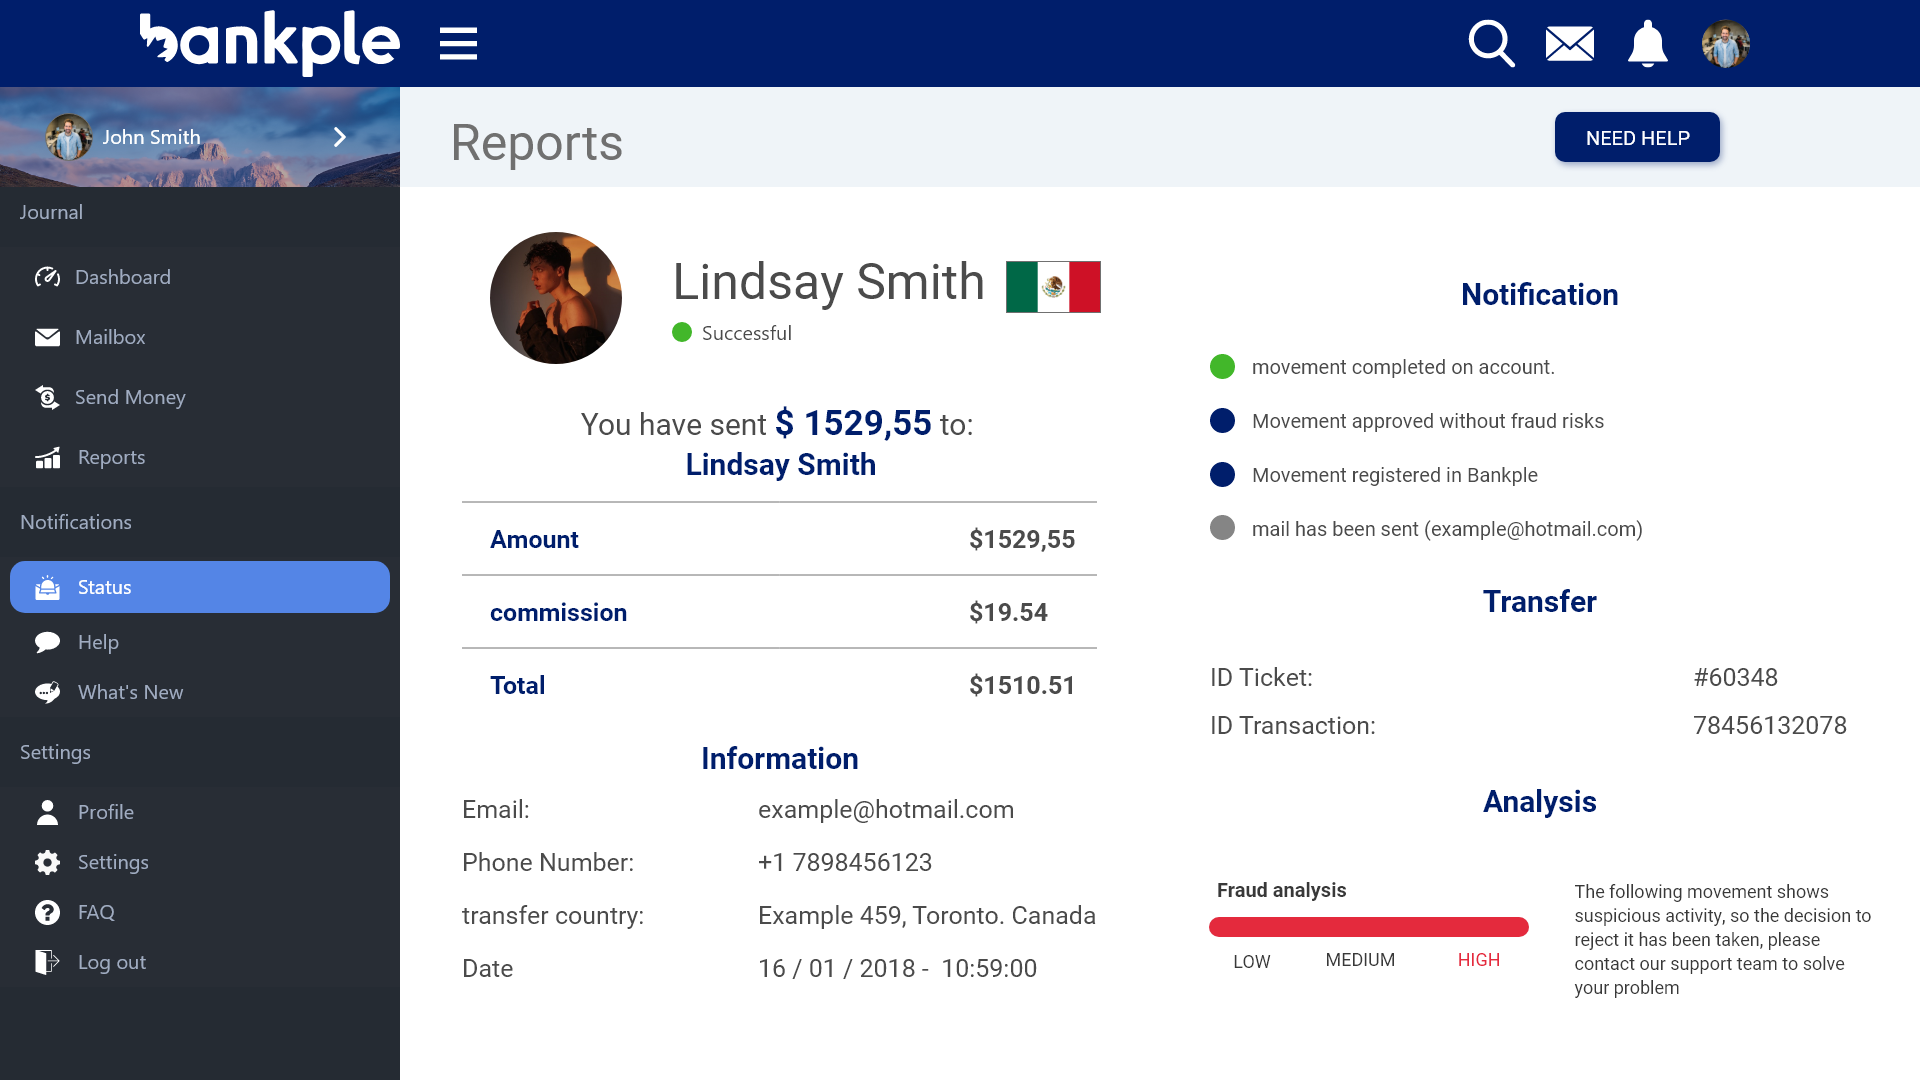 bankple
John Smith
Journal
Dashboard
Mailbox
Send Money
Reports
Notifications
Status
Help
What's New
Settings
Profile
Settings
FAQ
Log out
Reports
NEED HELP
Lindsay Smith
Successful
You have sent $ 1529,55 to:
Lindsay Smith
Amount $1529,55
commission $19.54
Total $1510.51
Information
Email: example@hotmail.com
Phone Number: +1 7898456123
transfer country: Example 459, Toronto. Canada
Date 16 / 01 / 2018 - 10:59:00
Notification
movement completed on account.
Movement approved without fraud risks
Movement registered in Bankple
mail has been sent (example@hotmail.com)
Transfer
ID Ticket: #60348
ID Transaction: 78456132078
Analysis
Fraud analysis
LOW MEDIUM HIGH
The following movement shows
suspicious activity, so the decision to
reject it has been taken, please
contact our support team to solve
your problem